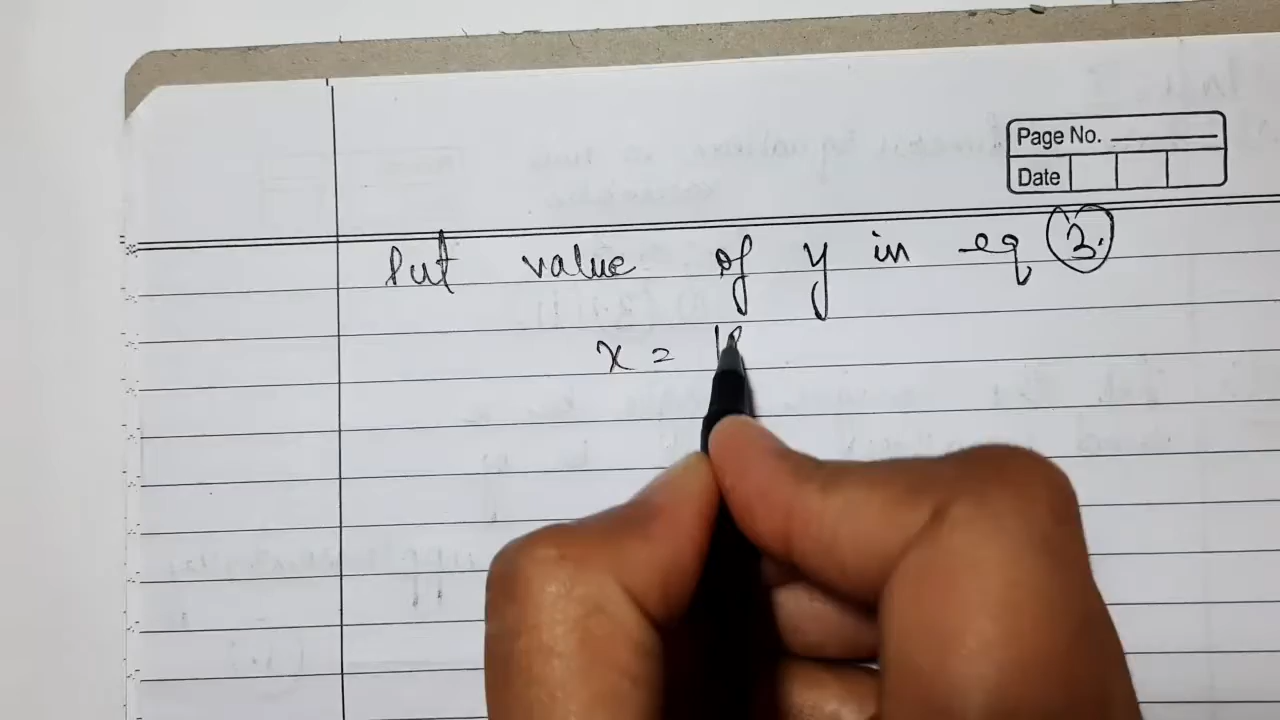 Page No.
Date
Put value of y in eq 3.
x =